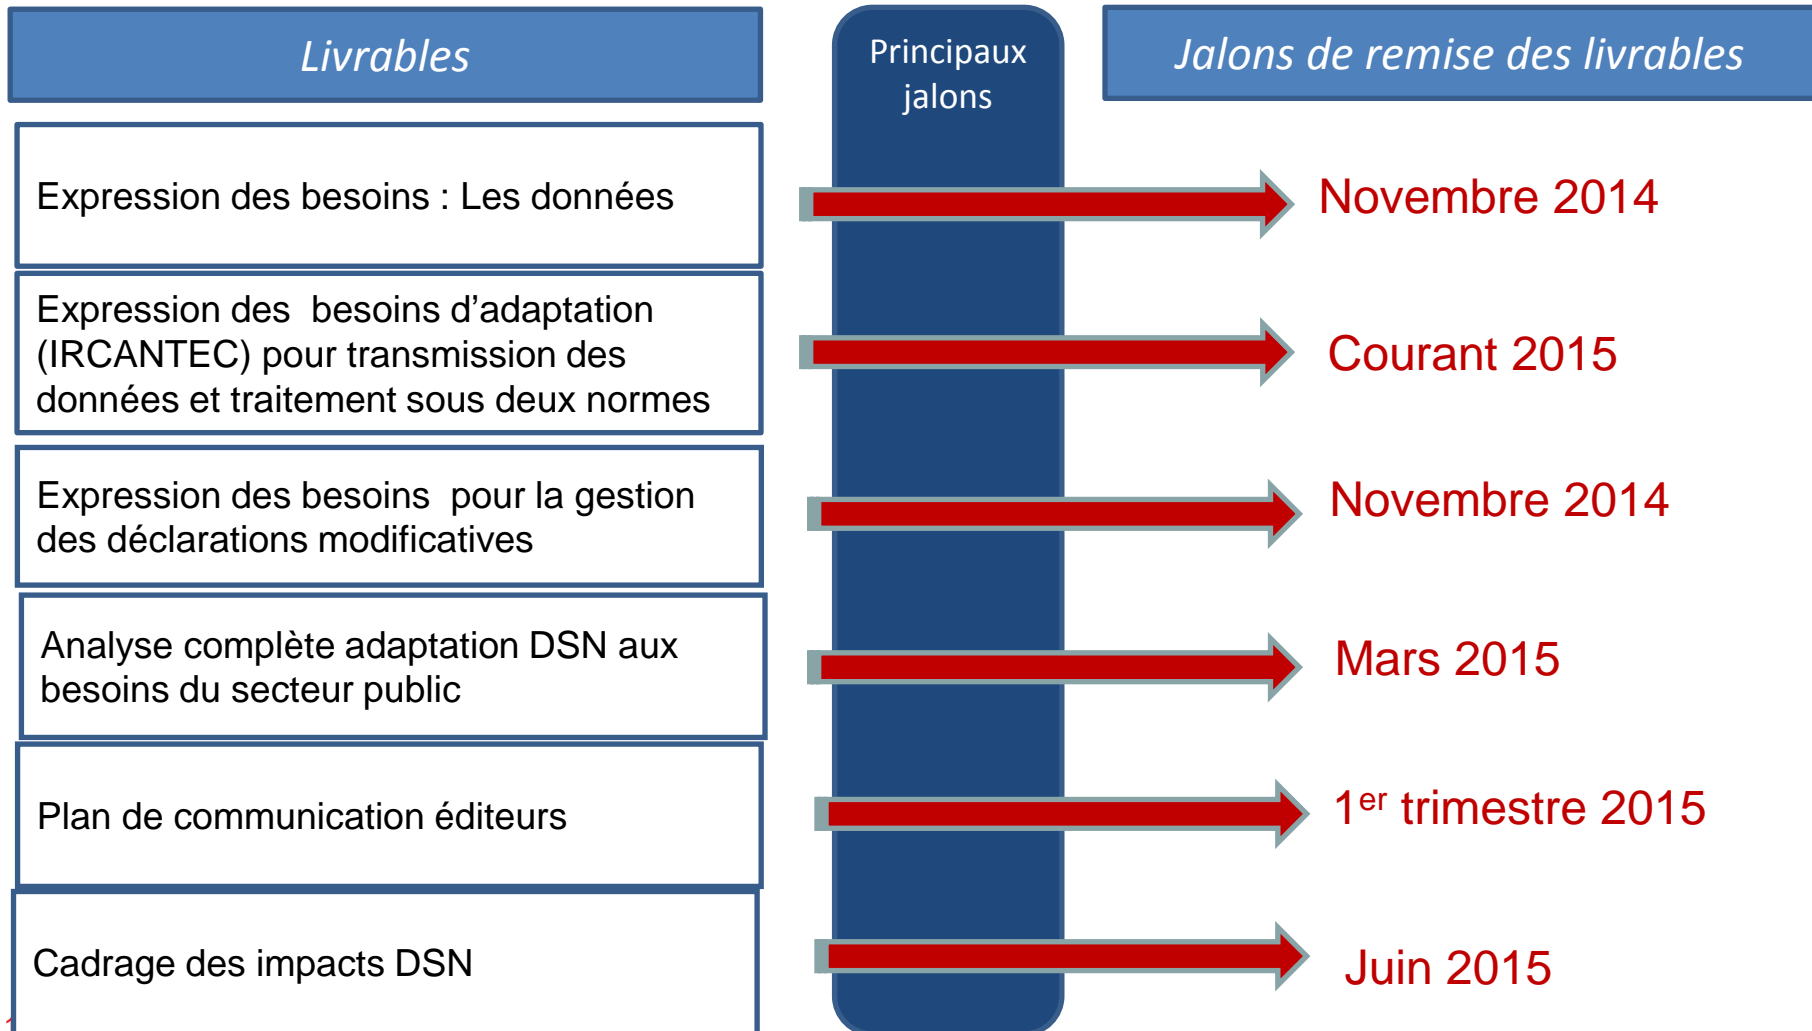 Livrables
Principaux
jalons
Jalons de remise des livrables
Expression des besoins : Les données
Novembre 2014
Expression des  besoins d’adaptation
(IRCANTEC) pour transmission des
données et traitement sous deux normes
Courant 2015
Expression des besoins  pour la gestion
des déclarations modificatives
Novembre 2014
Analyse complète adaptation DSN aux
besoins du secteur public
Mars 2015
Plan de communication éditeurs
1er trimestre 2015
Cadrage des impacts DSN
Juin 2015